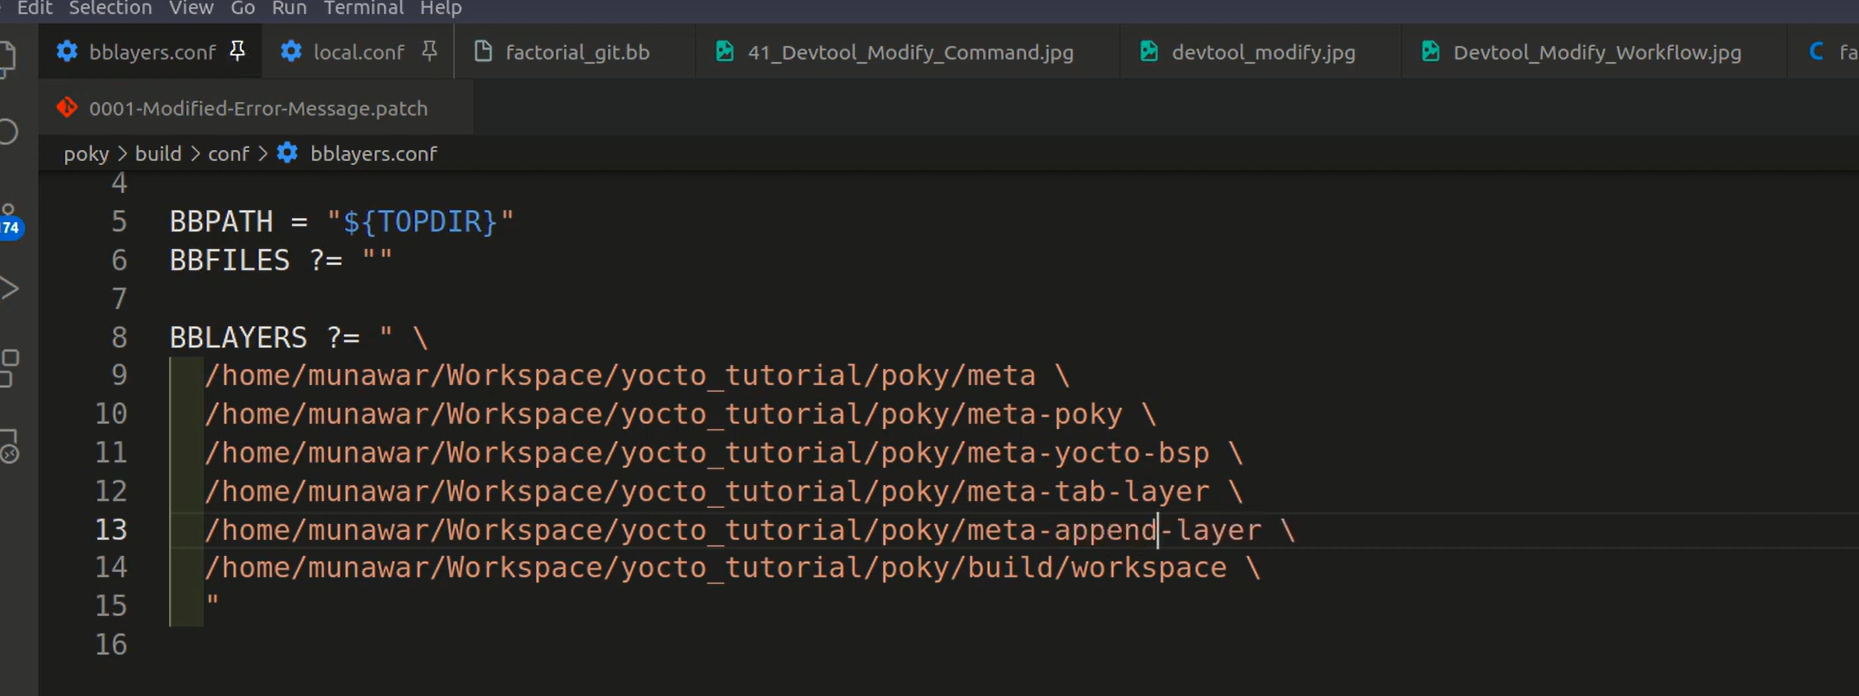 Edit Selection View Go Run Terminal Help
bblayers.conf local.conf factorial_git.bb 41_Devtool_Modify_Command.jpg devtool_modify.jpg Devtool_Modify_Workflow.jpg C fa
0001-Modified-Error-Message.patch
poky > build > conf > bblayers.conf
174
4
5 BBPATH = "${TOPDIR}"
6 BBFILES ?= ""
7
8 BBLAYERS ?= " \
9 /home/munawar/Workspace/yocto_tutorial/poky/meta \
10 /home/munawar/Workspace/yocto_tutorial/poky/meta-poky \
11 /home/munawar/Workspace/yocto_tutorial/poky/meta-yocto-bsp \
12 /home/munawar/Workspace/yocto_tutorial/poky/meta-tab-layer \
13 /home/munawar/Workspace/yocto_tutorial/poky/meta-append-layer \
14 /home/munawar/Workspace/yocto_tutorial/poky/build/workspace \
15 "
16